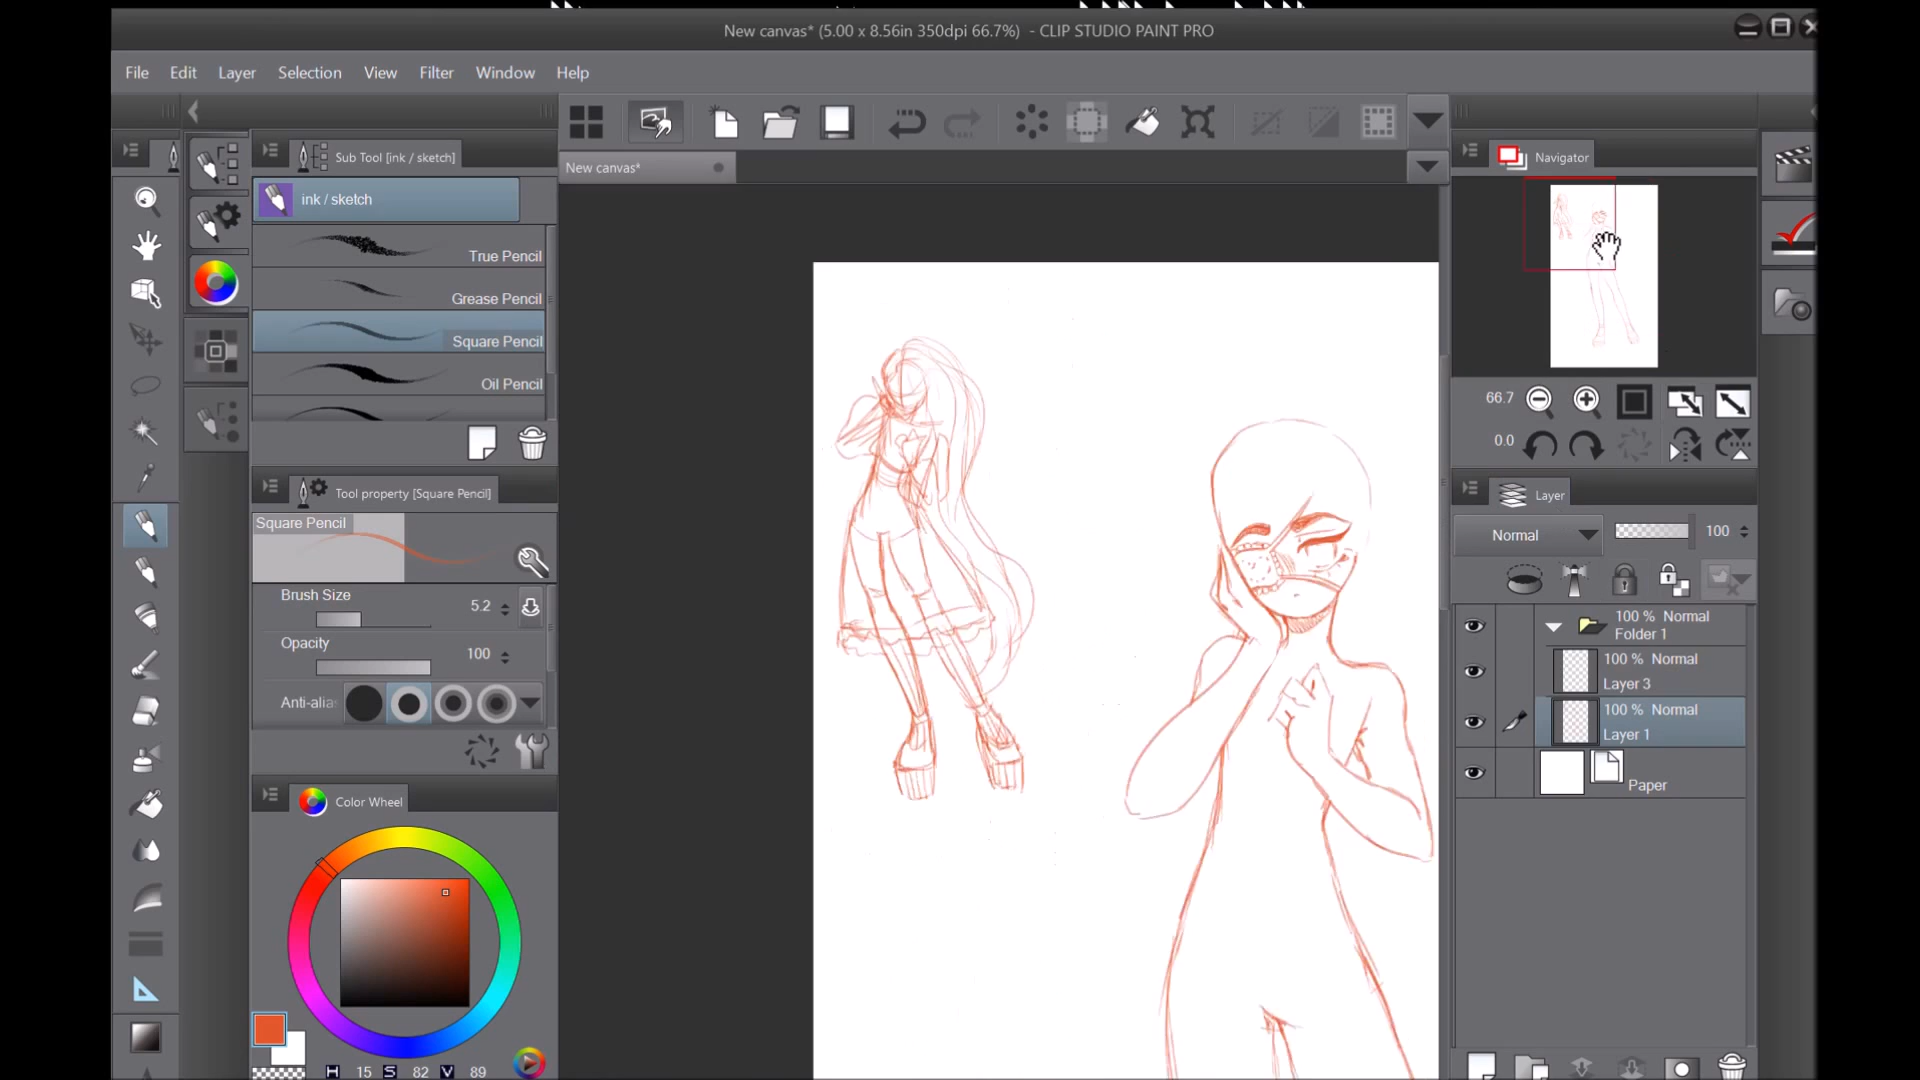 New canvas* (5.00 x 8.56in 350dpi 66.7%)  - CLIP STUDIO PAINT PRO
File Edit Layer Selection View Filter Window Help
Sub Tool [ink / sketch]
New canvas*
Navigator
ink / sketch
True Pencil
Grease Pencil
Square Pencil
Oil Pencil
66.7
0.0
Tool property [Square Pencil]
Layer
Square Pencil
Normal
100
Brush Size
5.2
Opacity
100
Anti-alia
100 % Normal
Folder 1
100 % Normal
Layer 3
100 % Normal
Layer 1
Paper
Color Wheel
H 15 S 82 V 89